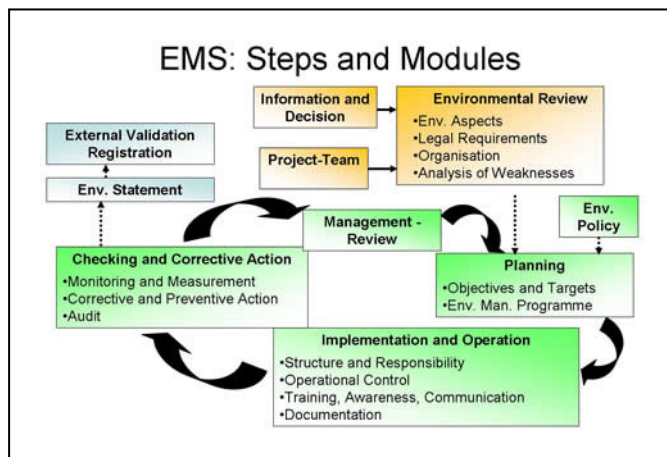 EMS: Steps and Modules
Information and
Decision
Environmental Review
•Env. Aspects
•Legal Requirements
•Organisation
•Analysis of Weaknesses
Project-Team
External Validation
Registration
Env. Statement
Management -
Review
Env.
Policy
Checking and Corrective Action
•Monitoring and Measurement
•Corrective and Preventive Action
•Audit
Planning
•Objectives and Targets
•Env. Man. Programme
Implementation and Operation
•Structure and Responsibility
•Operational Control
•Training, Awareness, Communication
•Documentation